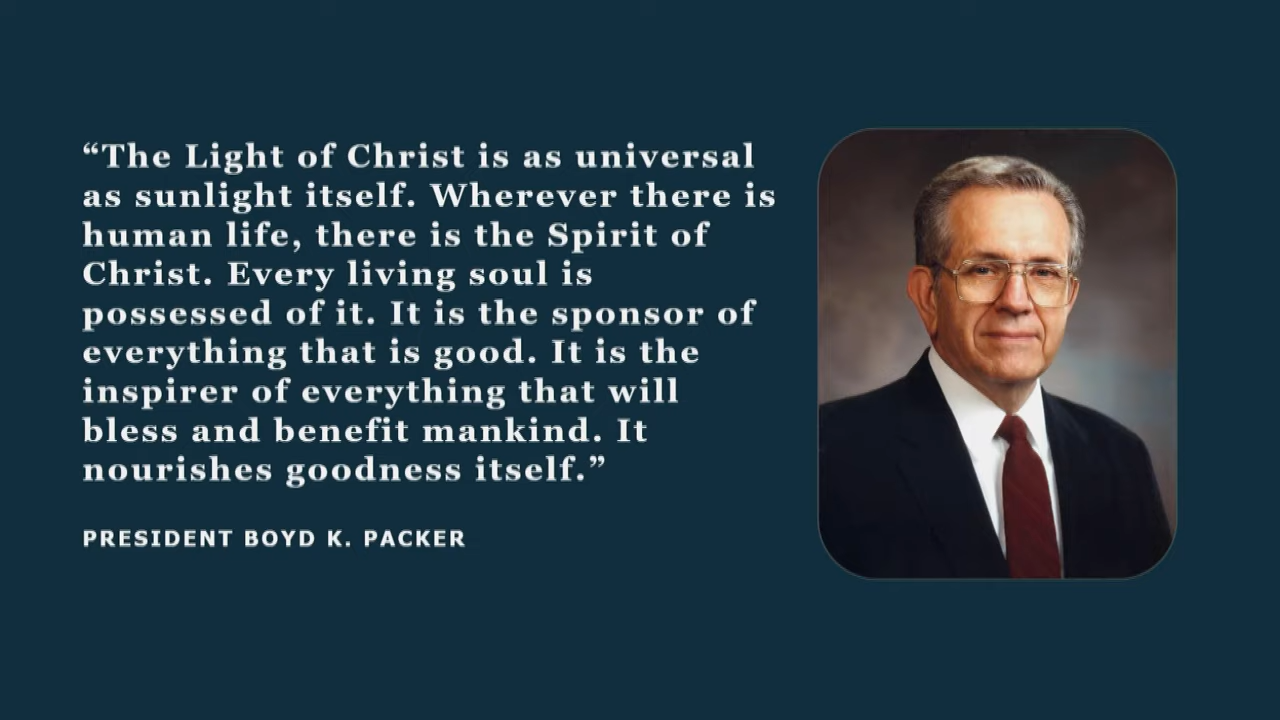 “The Light of Christ is as universal
as sunlight itself. Wherever there is
human life, there is the Spirit of
Christ. Every living soul is
possessed of it. It is the sponsor of
everything that is good. It is the
inspirer of everything that will
bless and benefit mankind. It
nourishes goodness itself.”
PRESIDENT BOYD K. PACKER